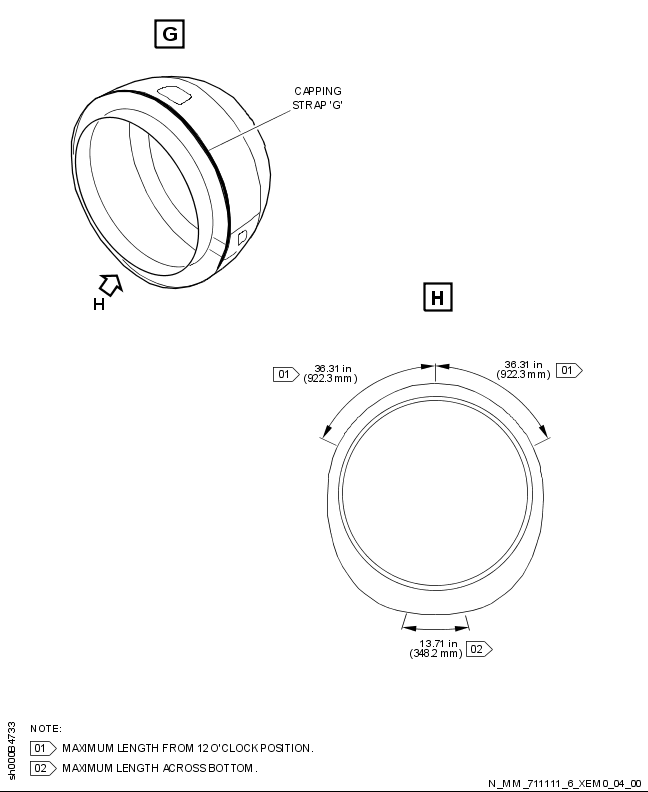 G
CAPPING
STRAP 'G'
H
H
01
36.31 in
(922.3 mm)
36.31 in
(922.3 mm)
01
13.71 in
(348.2 mm)
02
NOTE:
01 MAXIMUM LENGTH FROM 12 O'CLOCK POSITION.
02 MAXIMUM LENGTH ACROSS BOTTOM.
sh000B4733
N_MM_711111_6_XEM0_04_00